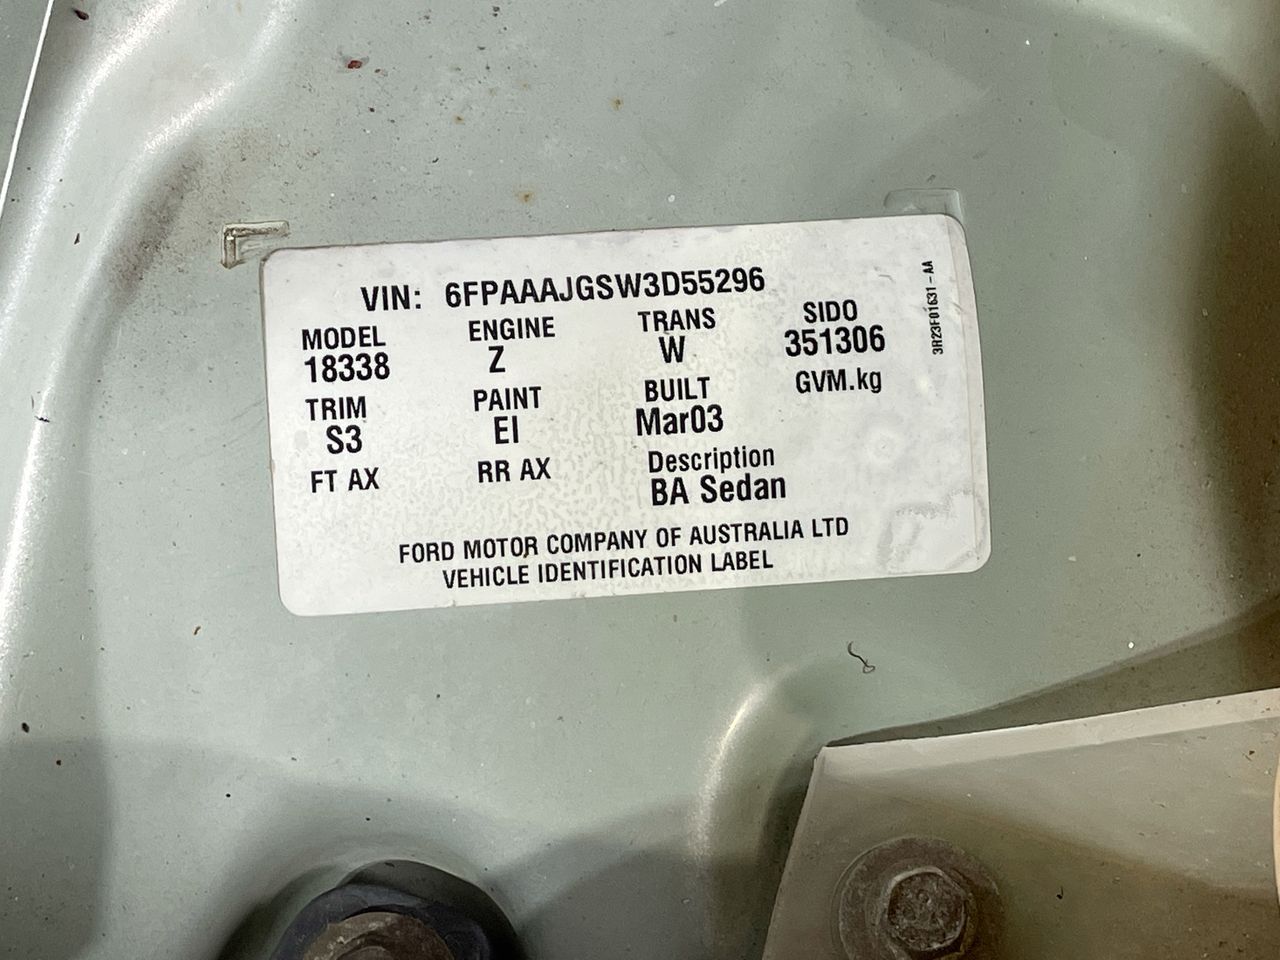 VIN: 6FPAAAJGSW3D55296
MODEL ENGINE TRANS SIDO
18338 Z W 351306
TRIM PAINT BUILT GVM.kg
S3 EI Mar03
FT AX RR AX Description
BA Sedan
FORD MOTOR COMPANY OF AUSTRALIA LTD
VEHICLE IDENTIFICATION LABEL
3R23F01631-AA